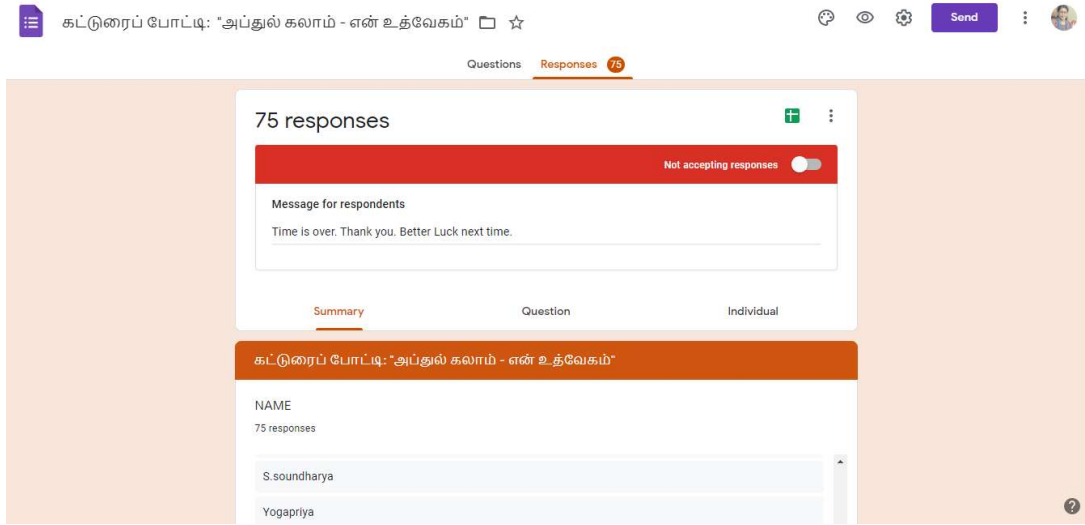 கட்டுரைப் போட்டி: "அப்துல் கலாம் - என் உத்வேகம்"
Send
Questions Responses 75
75 responses
Not accepting responses
Message for respondents
Time is over. Thank you. Better Luck next time.
Summary Question Individual
கட்டுரைப் போட்டி: "அப்துல் கலாம் - என் உத்வேகம்"
NAME
75 responses
S.soundharya
Yogapriya